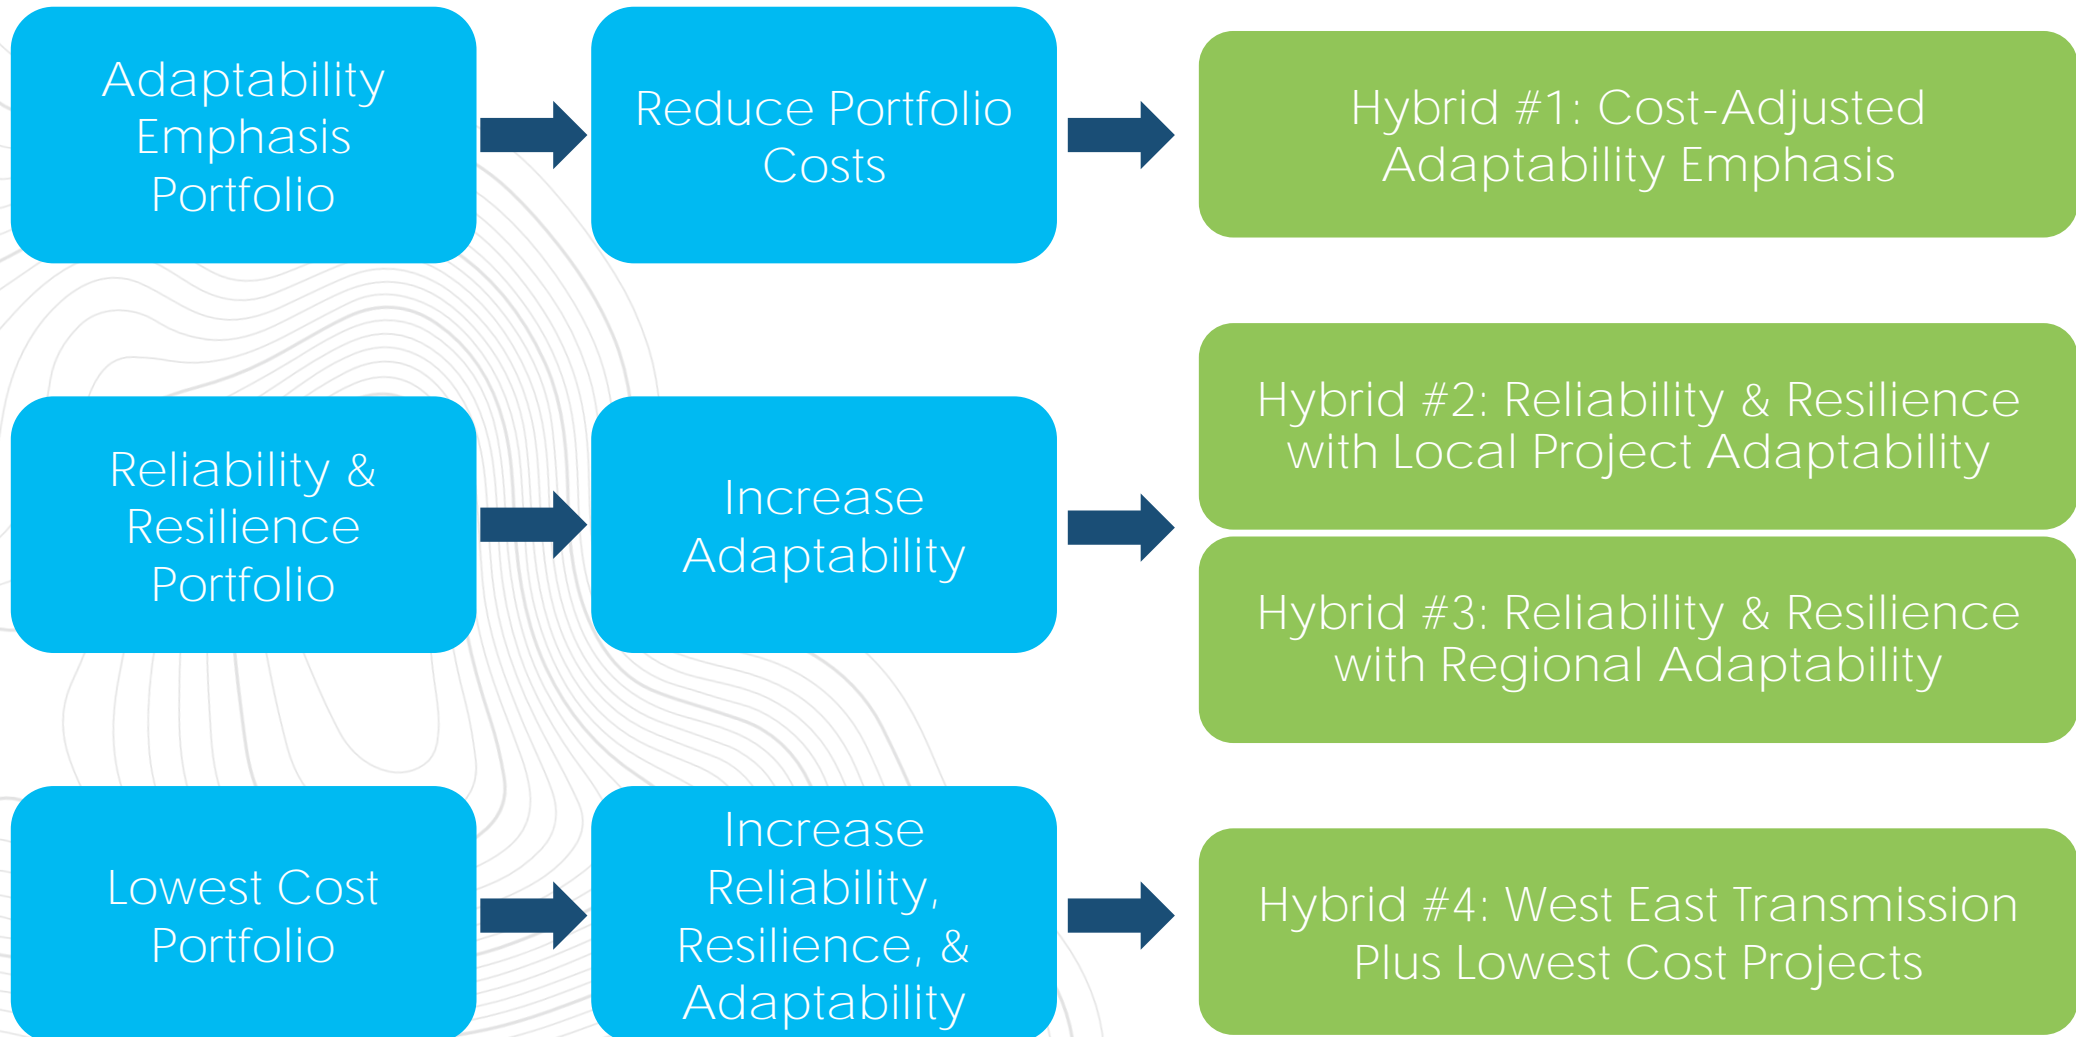 Adaptability
Emphasis
Portfolio
Reduce Portfolio
Costs
Hybrid #1: Cost-Adjusted
Adaptability Emphasis
Reliability &
Resilience
Portfolio
Increase
Adaptability
Hybrid #2: Reliability & Resilience
with Local Project Adaptability
Hybrid #3: Reliability & Resilience
with Regional Adaptability
Lowest Cost
Portfolio
Increase
Reliability,
Resilience, &
Adaptability
Hybrid #4: West East Transmission
Plus Lowest Cost Projects